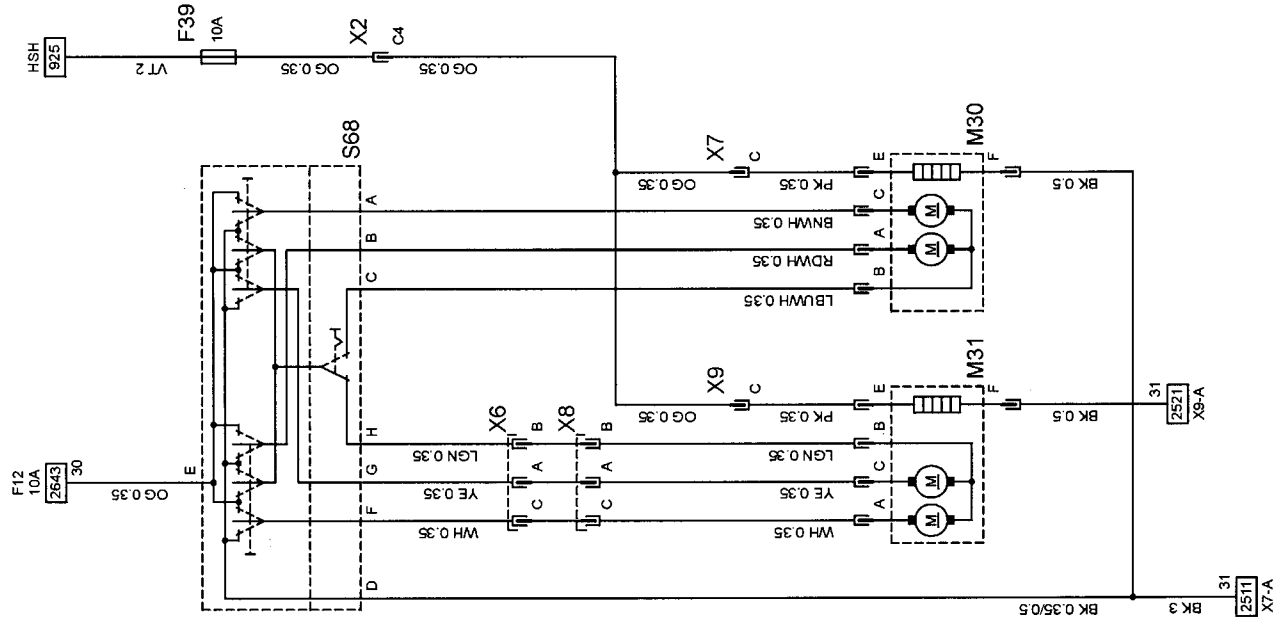 HSH
925
VT 2
F39
10A
OG 0.35
X2
C4
OG 0.35
F12
10A
2643
30
OG 0.35
E
S68
D
F
G
H
C
B
A
WH 0.35
YE 0.35
LGN 0.35
X6
C
A
B
X8
C
A
B
WH 0.35
YE 0.35
LGN 0.35
OG 0.35
X9
C
PK 0.35
OG 0.35
X7
C
PK 0.35
LBUWH 0.35
RDWH 0.35
BNWH 0.35
A
C
B
E
M31
M
M
F
B
A
C
E
M30
M
M
F
BK 0.5
BK 0.5
31
2521
X9-A
BK 0.35/0.5
BK 3
31
2511
X7-A